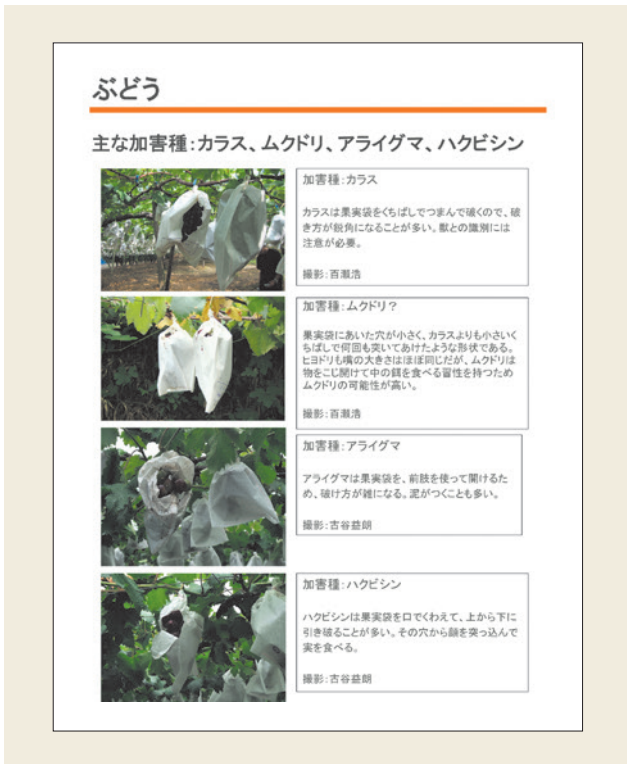 ぶどう
主な加害種:カラス、ムクドリ、アライグマ、ハクビシン
加害種:カラス
カラスは果実袋をくちばしでつまんで破くので、破
き方が鋭角になることが多い。獣との識別には
注意が必要。
撮影:百瀬浩
加害種:ムクドリ？
果実袋にあいた穴が小さく、カラスよりも小さいく
ちばしで何回も突いてあけたような形状である。
ヒヨドリも嘴の大きさはほぼ同じだが、ムクドリは
物をこじ開けて中の餌を食べる習性を持つため
ムクドリの可能性が高い。
撮影:百瀬浩
加害種:アライグマ
アライグマは果実袋を、前肢を使って開けるた
め、破け方が雑になる。泥がつくことも多い。
撮影:古谷益朗
加害種:ハクビシン
ハクビシンは果実袋を口でくわえて、上から下に
引き破ることが多い。その穴から顔を突っ込んで
実を食べる。
撮影:古谷益朗